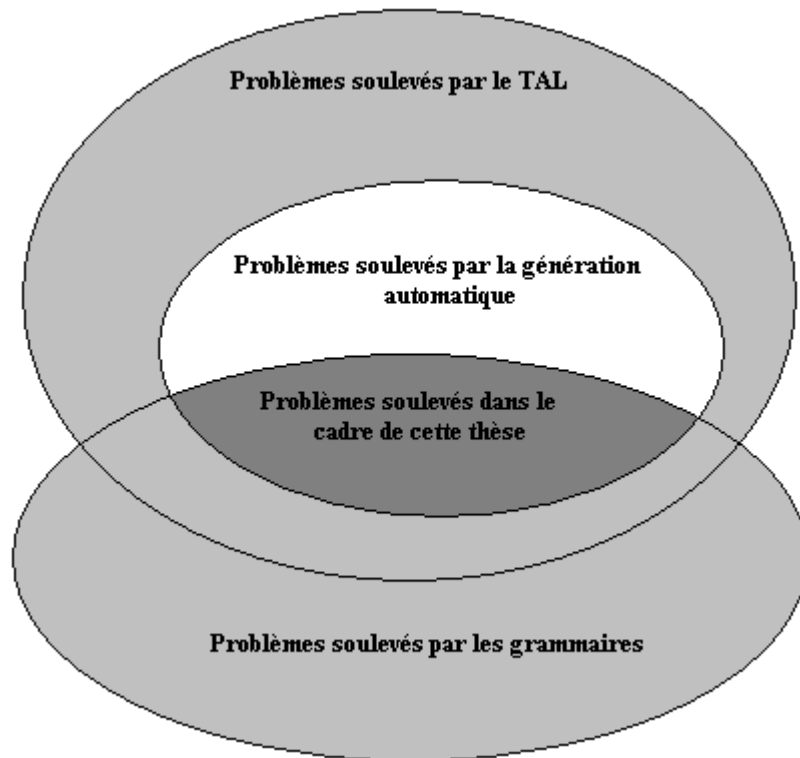 Problèmes soulevés par le TAL
Problèmes soulevés par la génération
automatique
Problèmes soulevés dans le
cadre de cette thèse
Problèmes soulevés par les grammaires